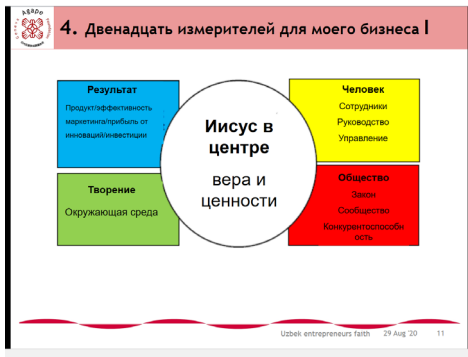 Agape
4. Двенадцать измерителей для моего бизнеса I
Результат
Продукт/эффективность
маркетинга/прибыль от
инноваций/инвестиции
Человек
Сотрудники
Руководство
Управление
Иисус в
центре
вера и
ценности
Творение
Окружающая среда
Общество
Закон
Сообщество
Конкурентоспособн
ость
Uzbek entrepreneurs faith 29 Aug '20 11